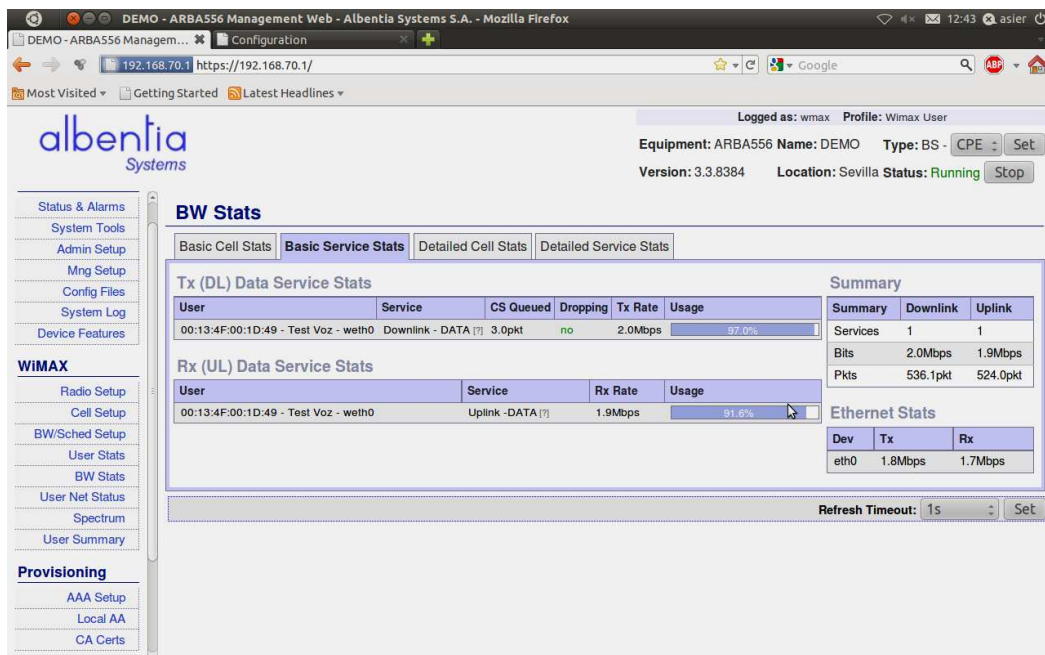 DEMO - ARBA556 Management Web - Albentia Systems S.A. - Mozilla Firefox
12:43 asier
DEMO - ARBA556 Managem...
Configuration
192.168.70.1 https://192.168.70.1/
Google
ABP
Most Visited
Getting Started
Latest Headlines
albentia
Systems
Logged as: wmax Profile: Wimax User
Equipment: ARBA556 Name: DEMO Type: BS - CPE Set
Version: 3.3.8384 Location: Sevilla Status: Running Stop
Status & Alarms
System Tools
Admin Setup
Mng Setup
Config Files
System Log
Device Features
WiMAX
Radio Setup
Cell Setup
BW/Sched Setup
User Stats
BW Stats
User Net Status
Spectrum
User Summary
Provisioning
AAA Setup
Local AA
CA Certs
BW Stats
Basic Cell Stats
Basic Service Stats
Detailed Cell Stats
Detailed Service Stats
Tx (DL) Data Service Stats
User Service CS Queued Dropping Tx Rate Usage
00:13:4F:00:1D:49 - Test Voz - weth0 Downlink - DATA [?] 3.0pkt no 2.0Mbps 97.0%
Rx (UL) Data Service Stats
User Service Rx Rate Usage
00:13:4F:00:1D:49 - Test Voz - weth0 Uplink -DATA [?] 1.9Mbps 91.6%
Summary
Summary Downlink Uplink
Services 1 1
Bits 2.0Mbps 1.9Mbps
Pkts 536.1pkt 524.0pkt
Ethernet Stats
Dev Tx Rx
eth0 1.8Mbps 1.7Mbps
Refresh Timeout: 1s Set